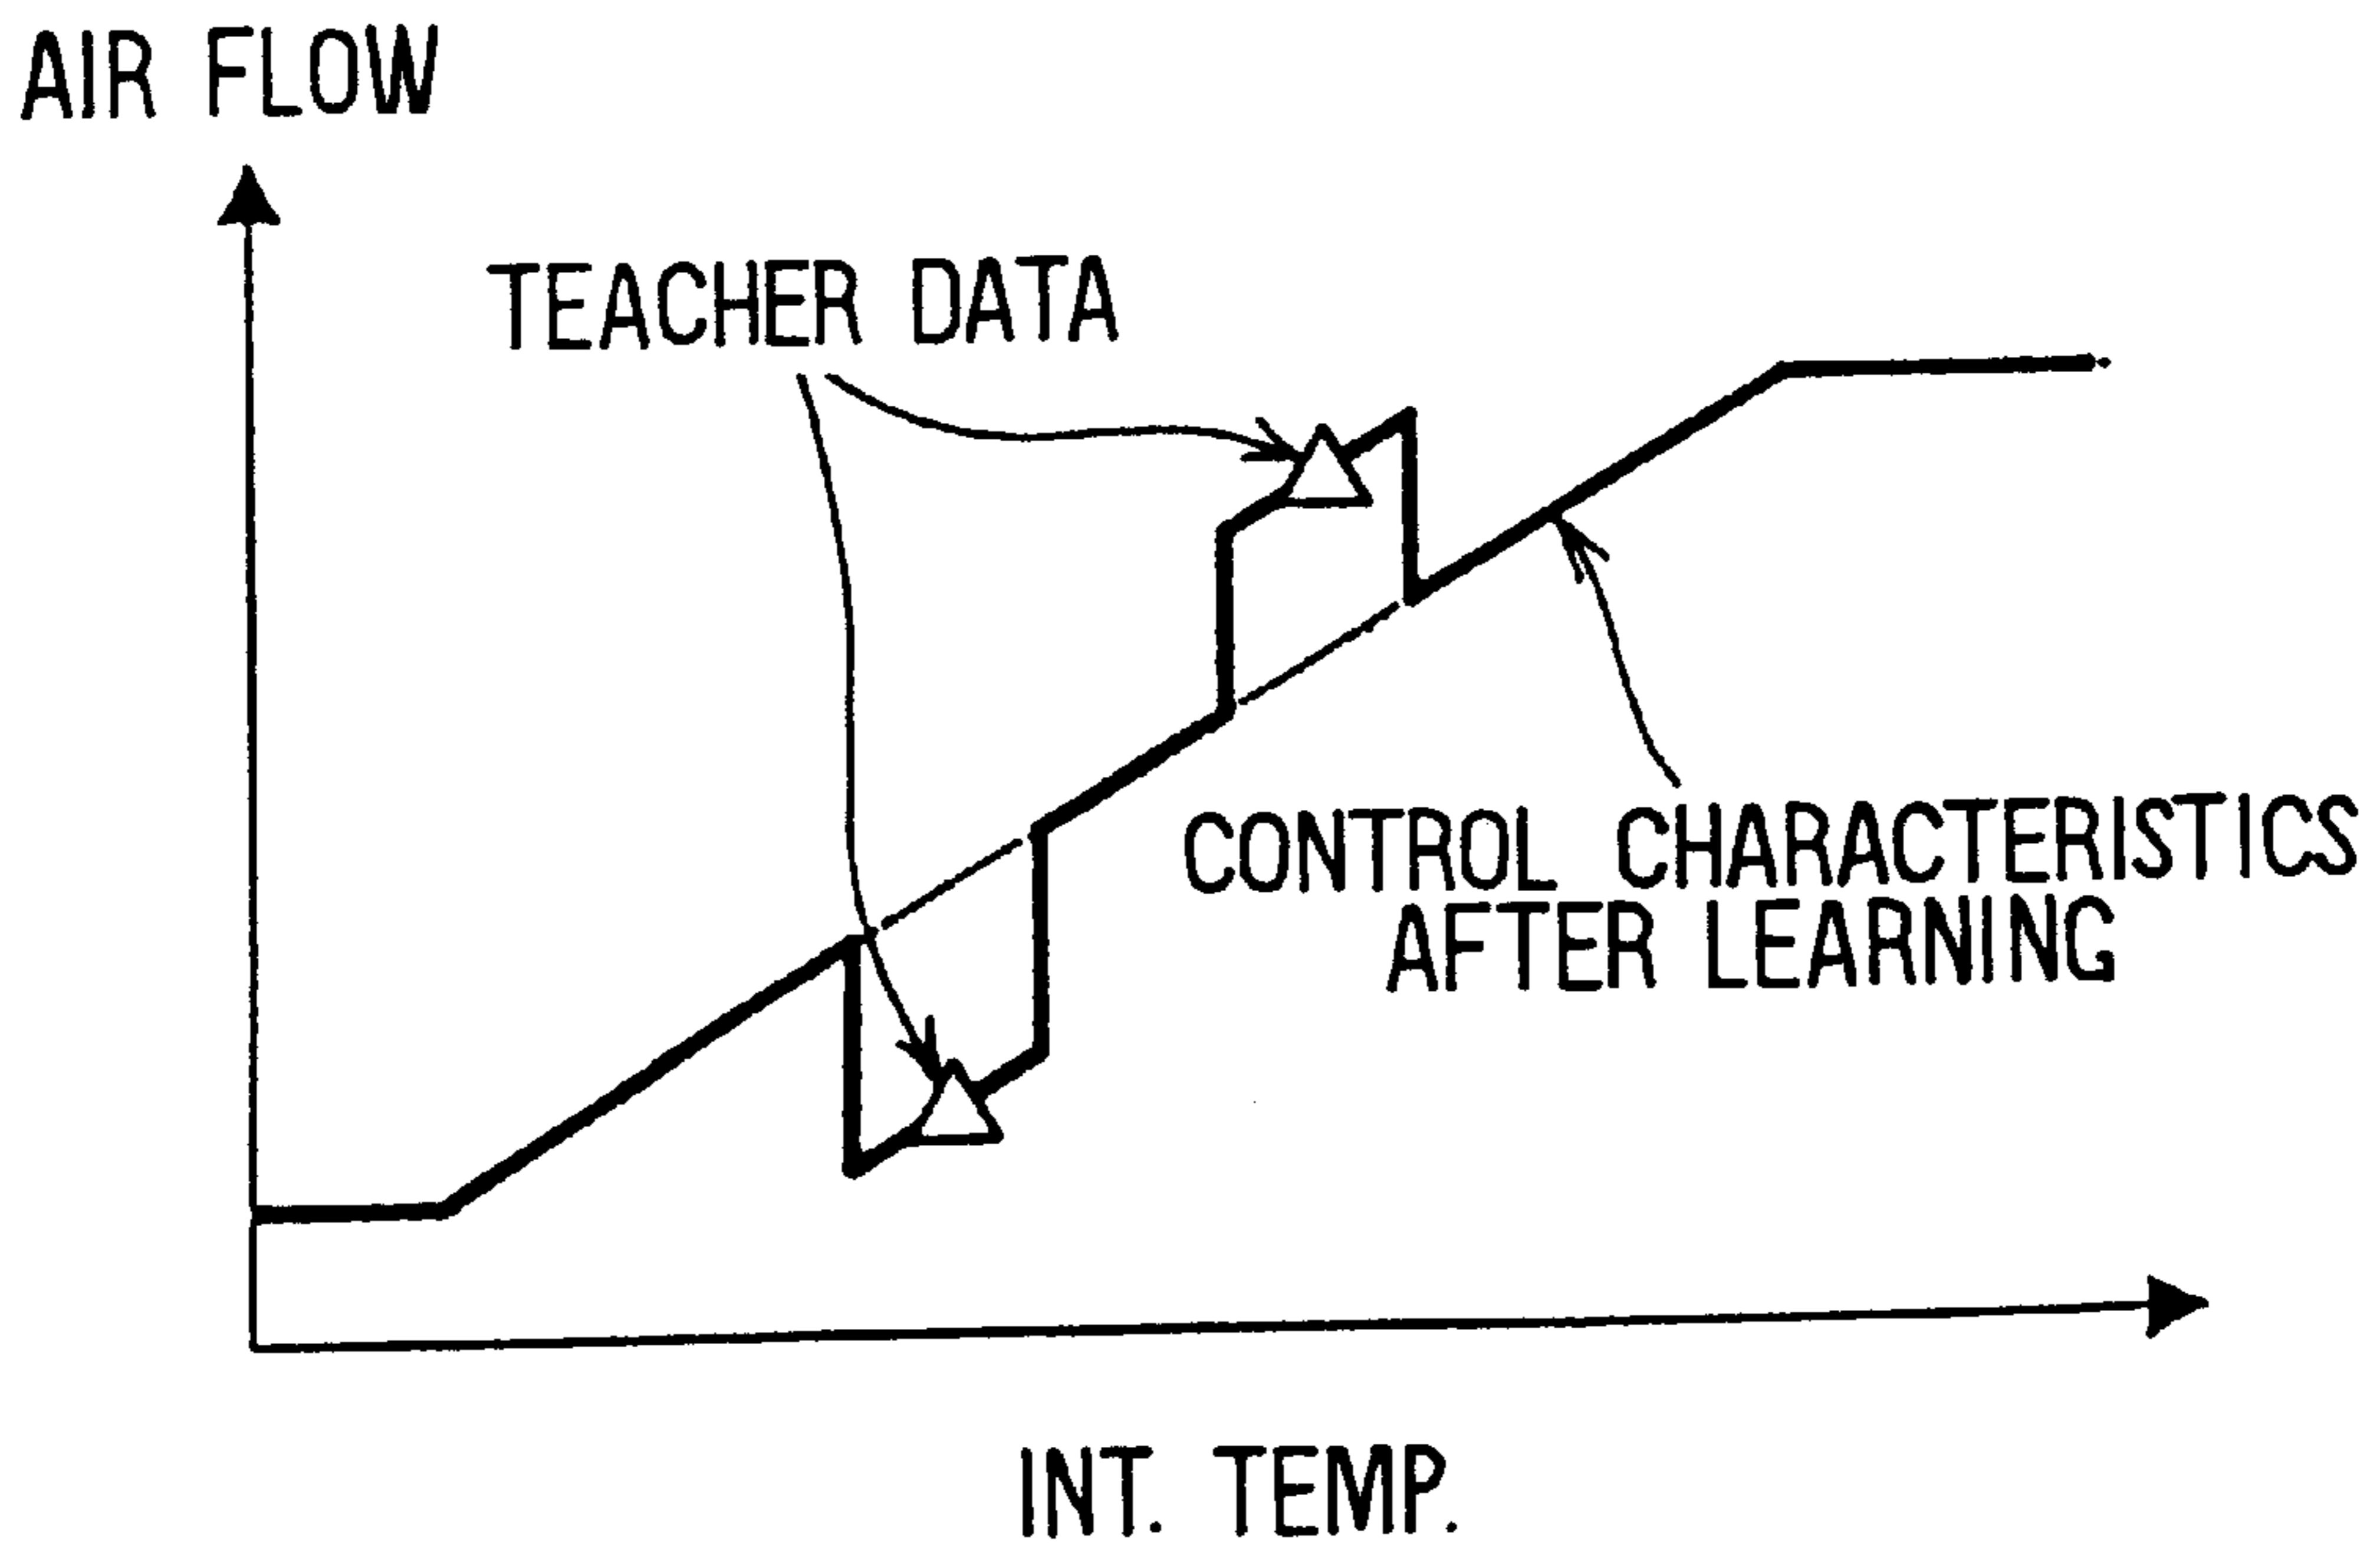 AIR FLOW
TEACHER DATA
CONTROL CHARACTERISTICS
AFTER LEARNING
INT. TEMP.